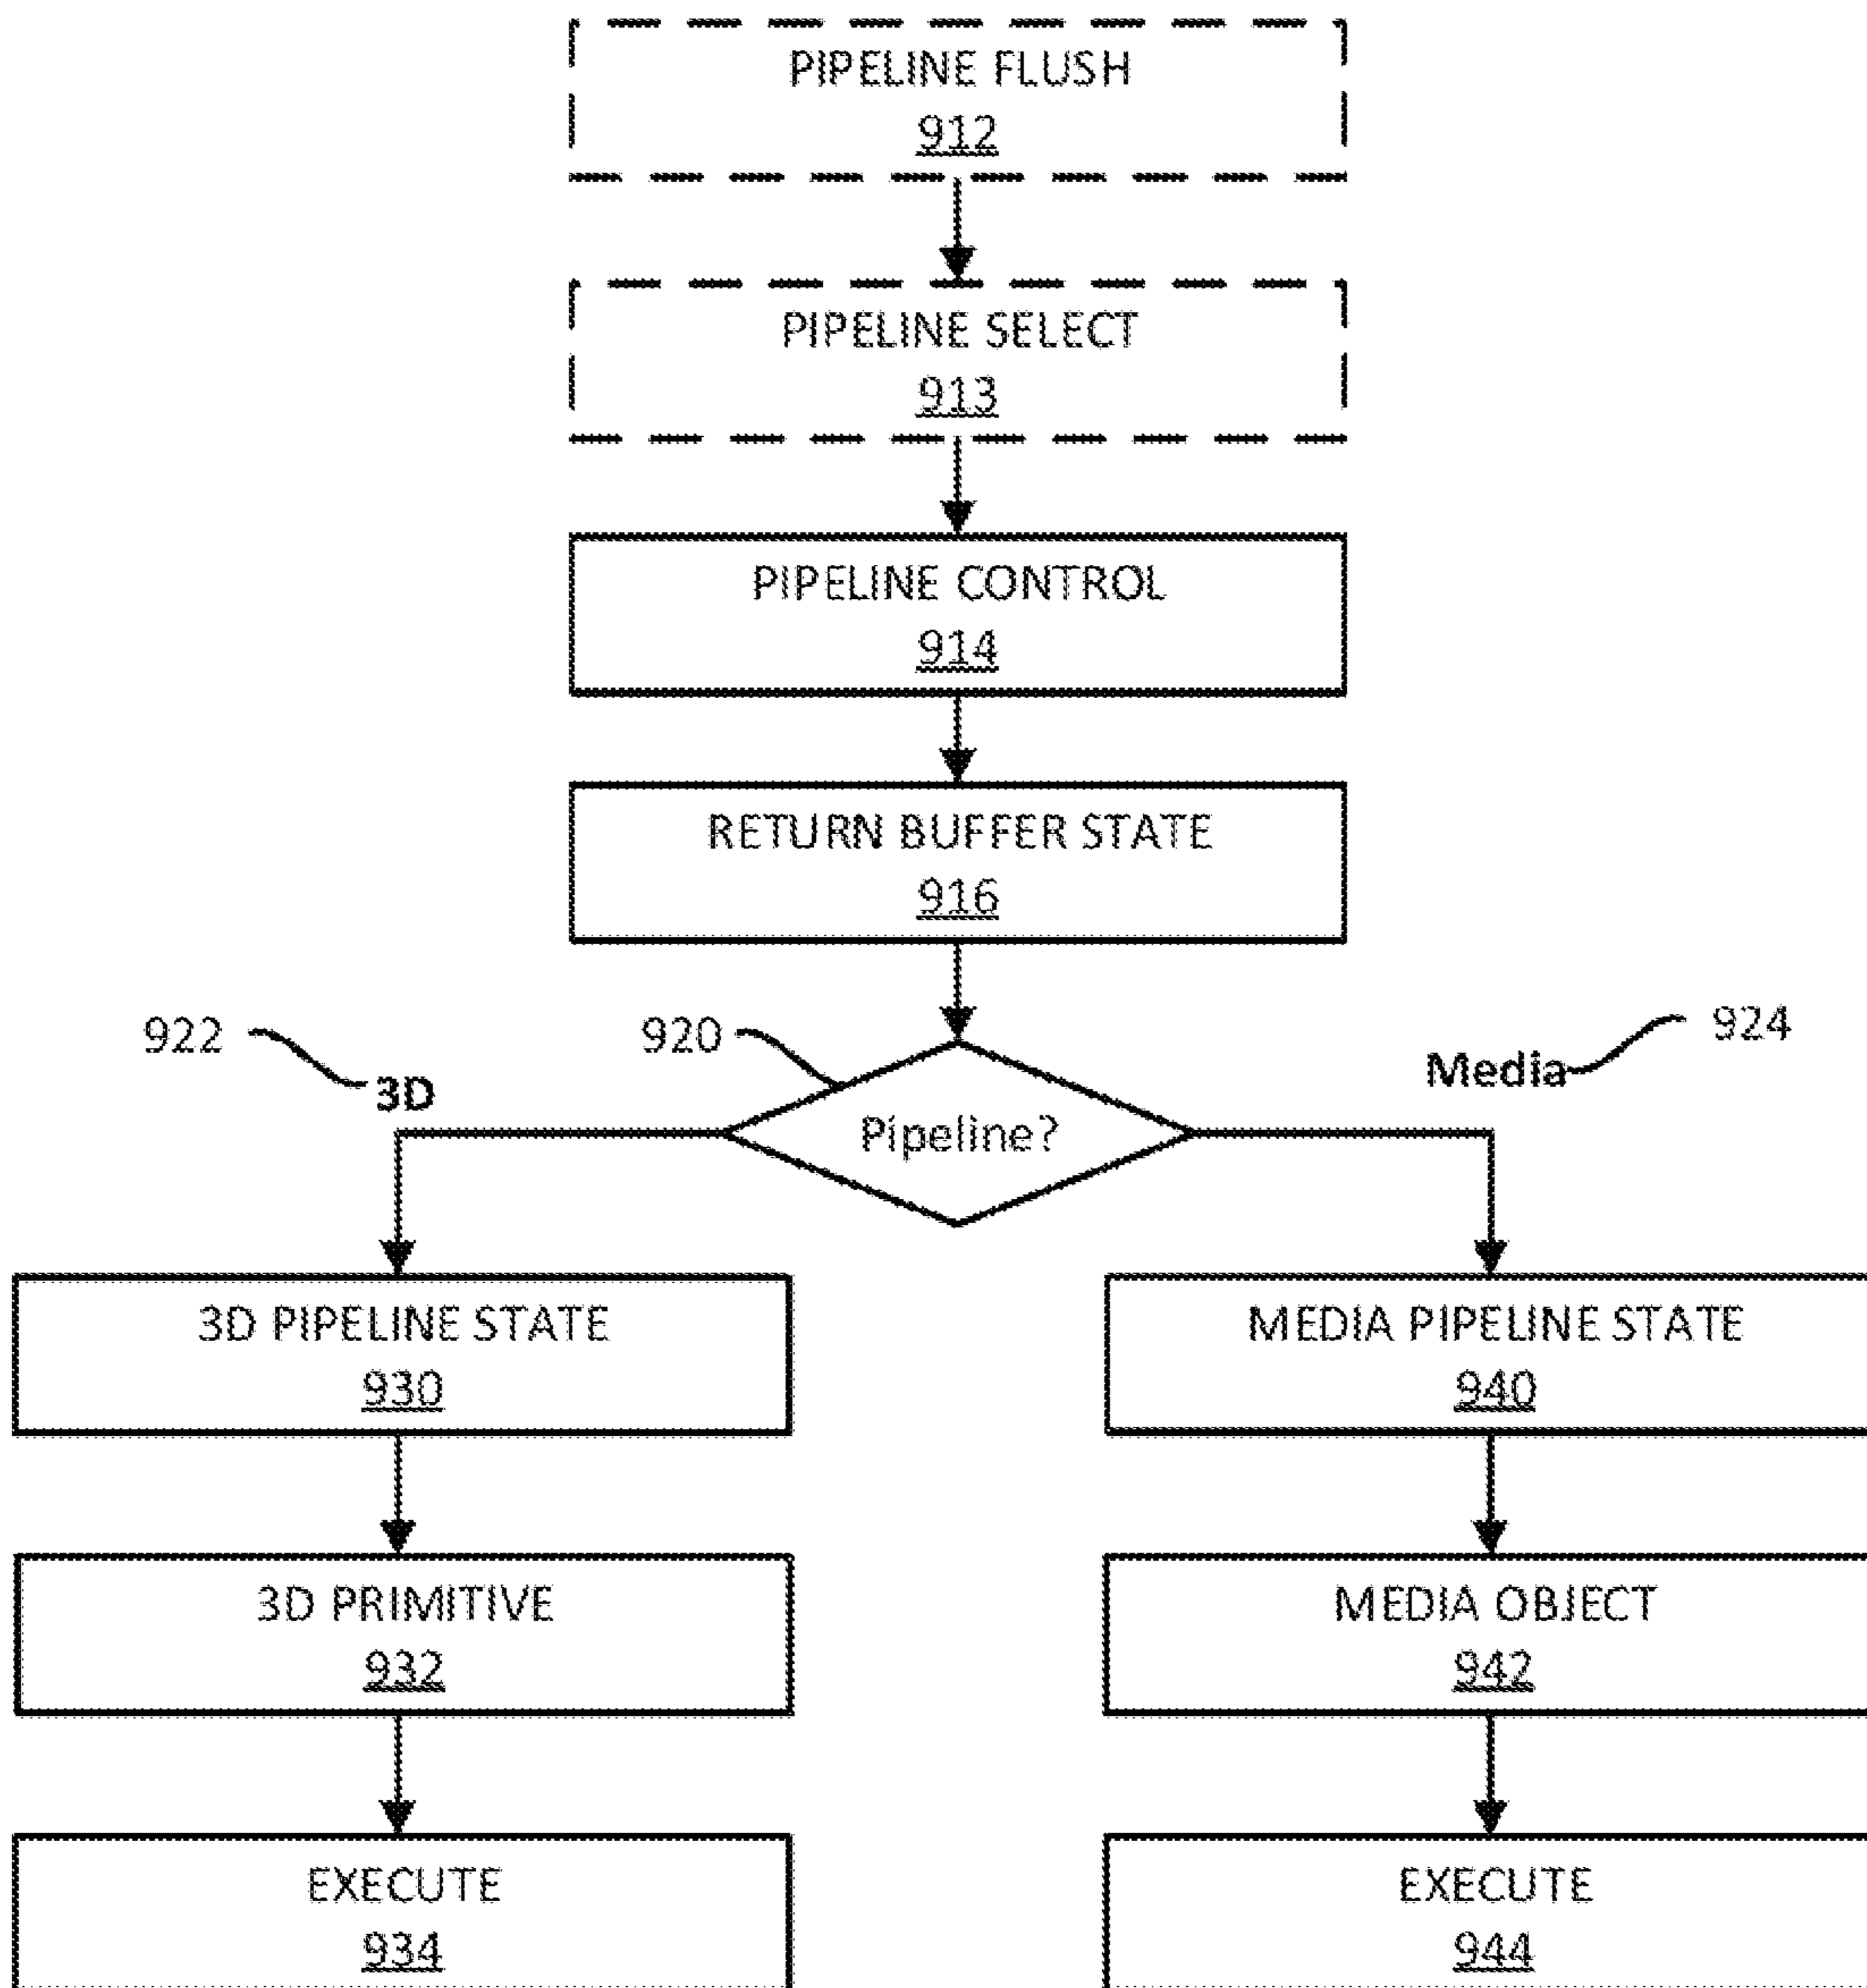 PIPELINE FLUSH
912
PIPELINE SELECT
913
PIPELINE CONTROL
914
RETURN BUFFER STATE
916
922
920
924
3D
Media
Pipeline?
3D PIPELINE STATE
930
MEDIA PIPELINE STATE
940
3D PRIMITIVE
932
MEDIA OBJECT
942
EXECUTE
934
EXECUTE
944